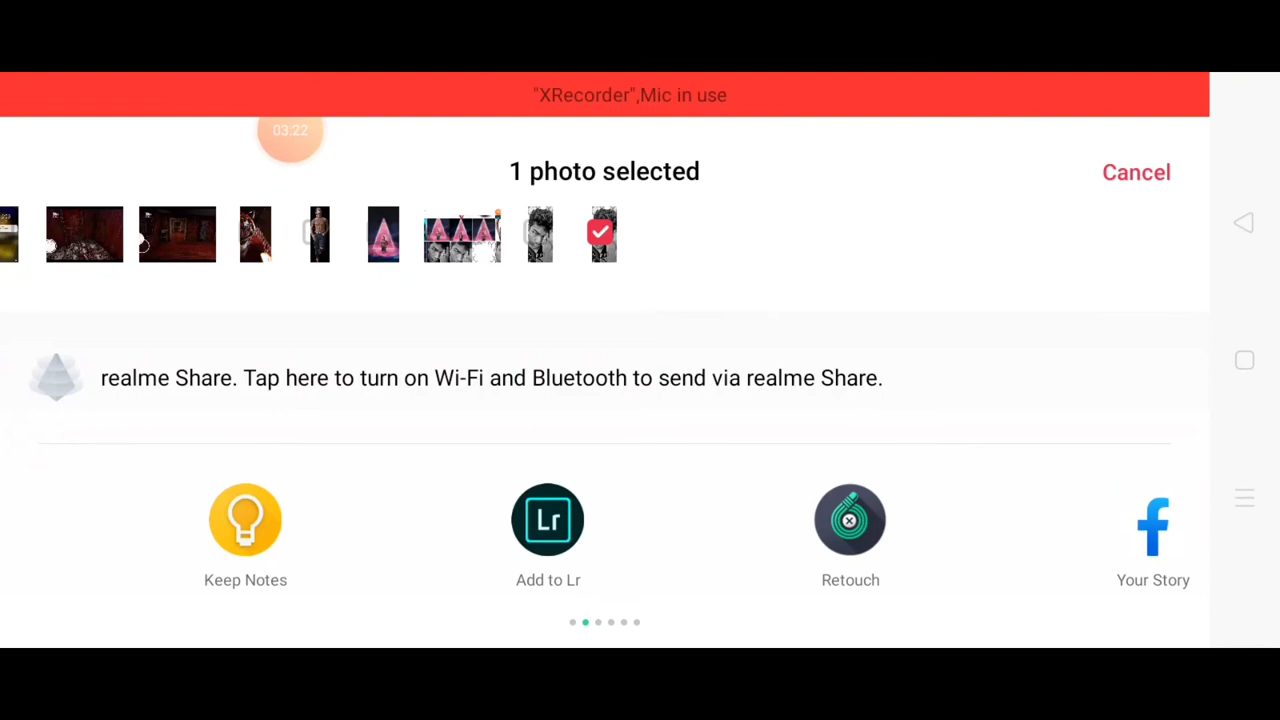 "XRecorder",Mic in use
03:22
1 photo selected
Cancel
realme Share. Tap here to turn on Wi-Fi and Bluetooth to send via realme Share.
Lr
Keep Notes
Add to Lr
Retouch
Your Story